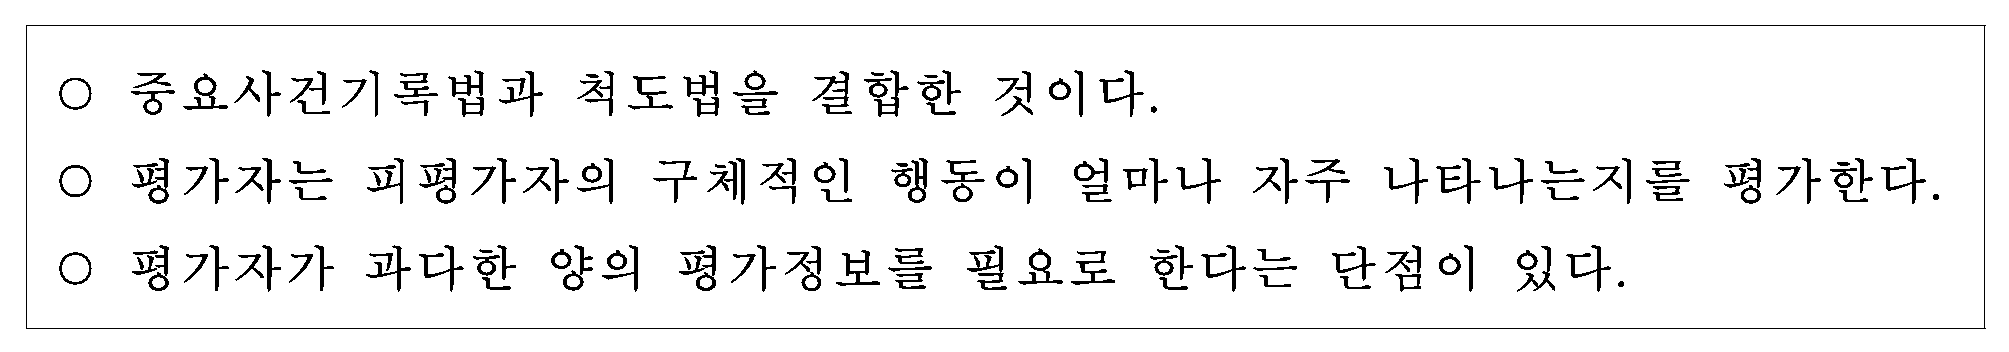 ○ 중요사건기록법과 척도법을 결합한 것이다.
○ 평가자는 피평가자의 구체적인 행동이 얼마나 자주 나타나는지를 평가한다.
○ 평가자가 과다한 양의 평가정보를 필요로 한다는 단점이 있다.